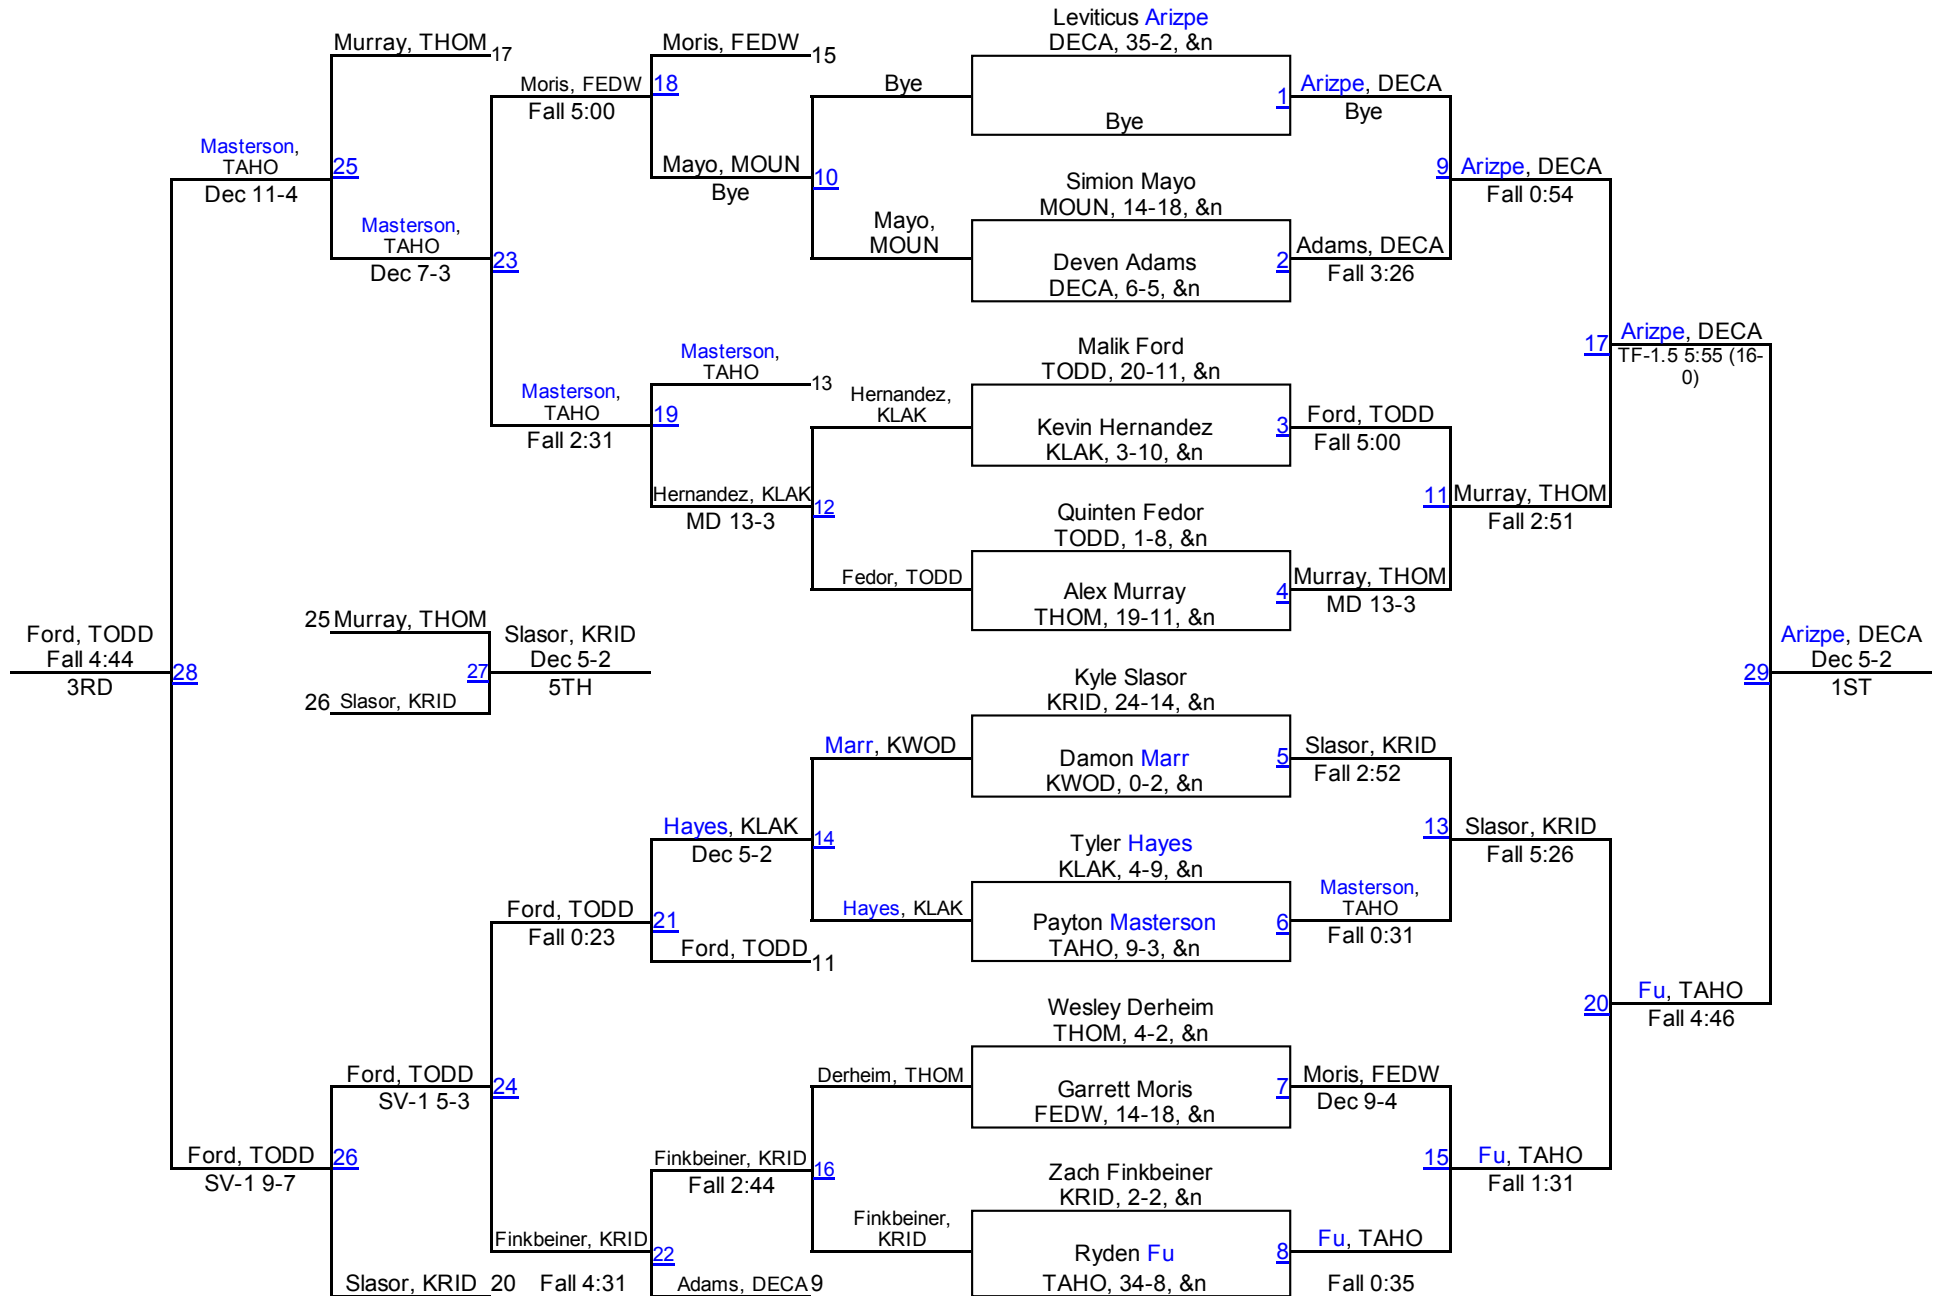 Leviticus Arizpe
DECA, 35-2, &n
Bye
1
Simion Mayo
MOUN, 14-18, &n
Deven Adams
DECA, 6-5, &n
2
Malik Ford
TODD, 20-11, &n
Kevin Hernandez
KLAK, 3-10, &n
3
Quinten Fedor
TODD, 1-8, &n
Alex Murray
THOM, 19-11, &n
4
Kyle Slasor
KRID, 24-14, &n
Damon Marr
KWOD, 0-2, &n
5
Tyler Hayes
KLAK, 4-9, &n
Payton Masterson
TAHO, 9-3, &n
6
Wesley Derheim
THOM, 4-2, &n
Garrett Moris
FEDW, 14-18, &n
7
Zach Finkbeiner
KRID, 2-2, &n
Ryden Fu
TAHO, 34-8, &n
8
Arizpe, DECA
Bye
Adams, DECA
Fall 3:26
Ford, TODD
Fall 5:00
Murray, THOM
MD 13-3
Slasor, KRID
Fall 2:52
Masterson,
TAHO
Fall 0:31
Moris, FEDW
Dec 9-4
Fu, TAHO
Fall 0:35
9
Arizpe, DECA
Fall 0:54
11
Murray, THOM
Fall 2:51
13
Slasor, KRID
Fall 5:26
15
Fu, TAHO
Fall 1:31
17
Arizpe, DECA
TF-1.5 5:55 (16-
0)
20
Fu, TAHO
Fall 4:46
29
Arizpe, DECA
Dec 5-2
1ST
Bye
Mayo,
MOUN
10
Hernandez,
KLAK
Fedor, TODD
12
Marr, KWOD
Hayes, KLAK
14
Derheim, THOM
Finkbeiner,
KRID
16
Moris, FEDW
15
Mayo, MOUN
Bye
18
Masterson,
TAHO
13
Hernandez, KLAK
MD 13-3
19
Hayes, KLAK
Dec 5-2
Ford, TODD
11
21
Finkbeiner, KRID
Fall 2:44
Adams, DECA 9
22
Moris, FEDW
Fall 5:00
Masterson,
TAHO
Fall 2:31
23
Ford, TODD
Fall 0:23
Finkbeiner, KRID
Fall 4:31
24
Murray, THOM
17
Masterson,
TAHO
Dec 7-3
25
Ford, TODD
SV-1 5-3
Slasor, KRID 20
26
Masterson,
TAHO
Dec 11-4
Ford, TODD
SV-1 9-7
28
Ford, TODD
Fall 4:44
3RD
25 Murray, THOM
26 Slasor, KRID
27
Slasor, KRID
Dec 5-2
5TH